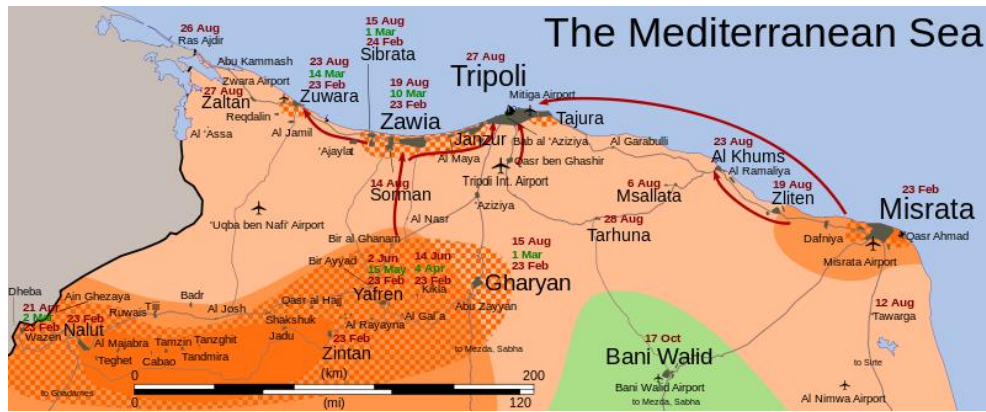 The Mediterranean Sea
26 Aug
Ras Ajdir
15 Aug
1 Mar
24 Feb
Sibrata
Abu Kammash
Zwara Airport
27 Aug
Zaltan
Reqdalin
Al 'Assa
Al Jamil
23 Aug
14 Mar
23 Feb
Zuwara
19 Aug
10 Mar
23 Feb
Zawia
'Ajaylat
27 Aug
Tripoli
Mitiga Airport
Tajura
Janzur
Bab al 'Aziziya
Al Maya
Qasr ben Ghashir
Tripoli Int. Airport
'Aziziya
Al Garabulli
23 Aug
Al Khums
Al Ramaliya
14 Aug
Sorman
Al Nasr
6 Aug
Msallata
19 Aug
Zliten
23 Feb
Misrata
Qasr Ahmad
Dafniya
Misrata Airport
28 Aug
Tarhuna
'Uqba ben Nafi' Airport
Bir al Ghanam
Bir Ayyad
2 Jun
15 May
23 Feb
Yafren
14 Jun
4 Apr
23 Feb
Kikla
15 Aug
1 Mar
23 Feb
Gharyan
Abu Zayyan
Dheba
21 Apr
2 Mar
23 Feb
Wazen
Ain Ghezaya
Ruwais
Tiji
Badr
Al Josh
Qasr al Hajj
Shakshuk
Jadu
Al Rayayna
Al Gal'a
23 Feb
Nalut
Al Majabra
Tamzin
Tanzghit
'Teghet
Cabao
Tandmira
23 Feb
Zintan
to Mezda, Sabha
12 Aug
'Tawarga
17 Oct
Bani Walid
Bani Walid Airport
to Mezda, Sabha
to Sirte
Al Nimwa Airport
to Ghadames
0 (km) 200
0 (mi) 120